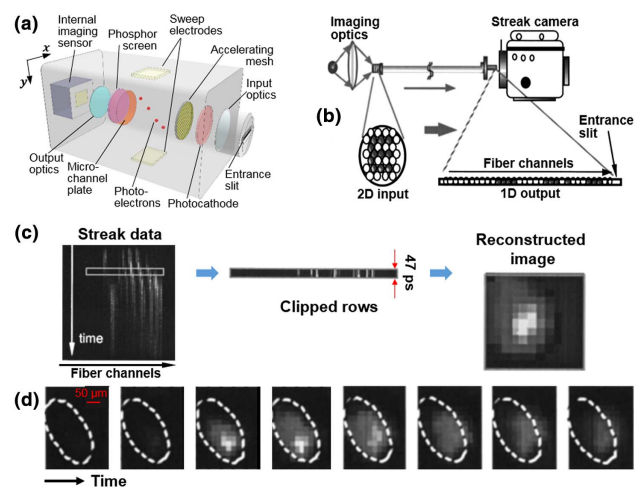 (a)
x
y
Internal
imaging
sensor
Phosphor
screen
Sweep
electrodes
Accelerating
mesh
Input
optics
Output
optics
Micro-
channel
plate
Photo-
electrons
Photocathode
Entrance
slit
(b)
Imaging
optics
Streak camera
Entrance
slit
Fiber channels
2D input
1D output
(c)
Streak data
time
Fiber channels
Clipped rows
47 ps
Reconstructed
image
(d)
50 μm
Time